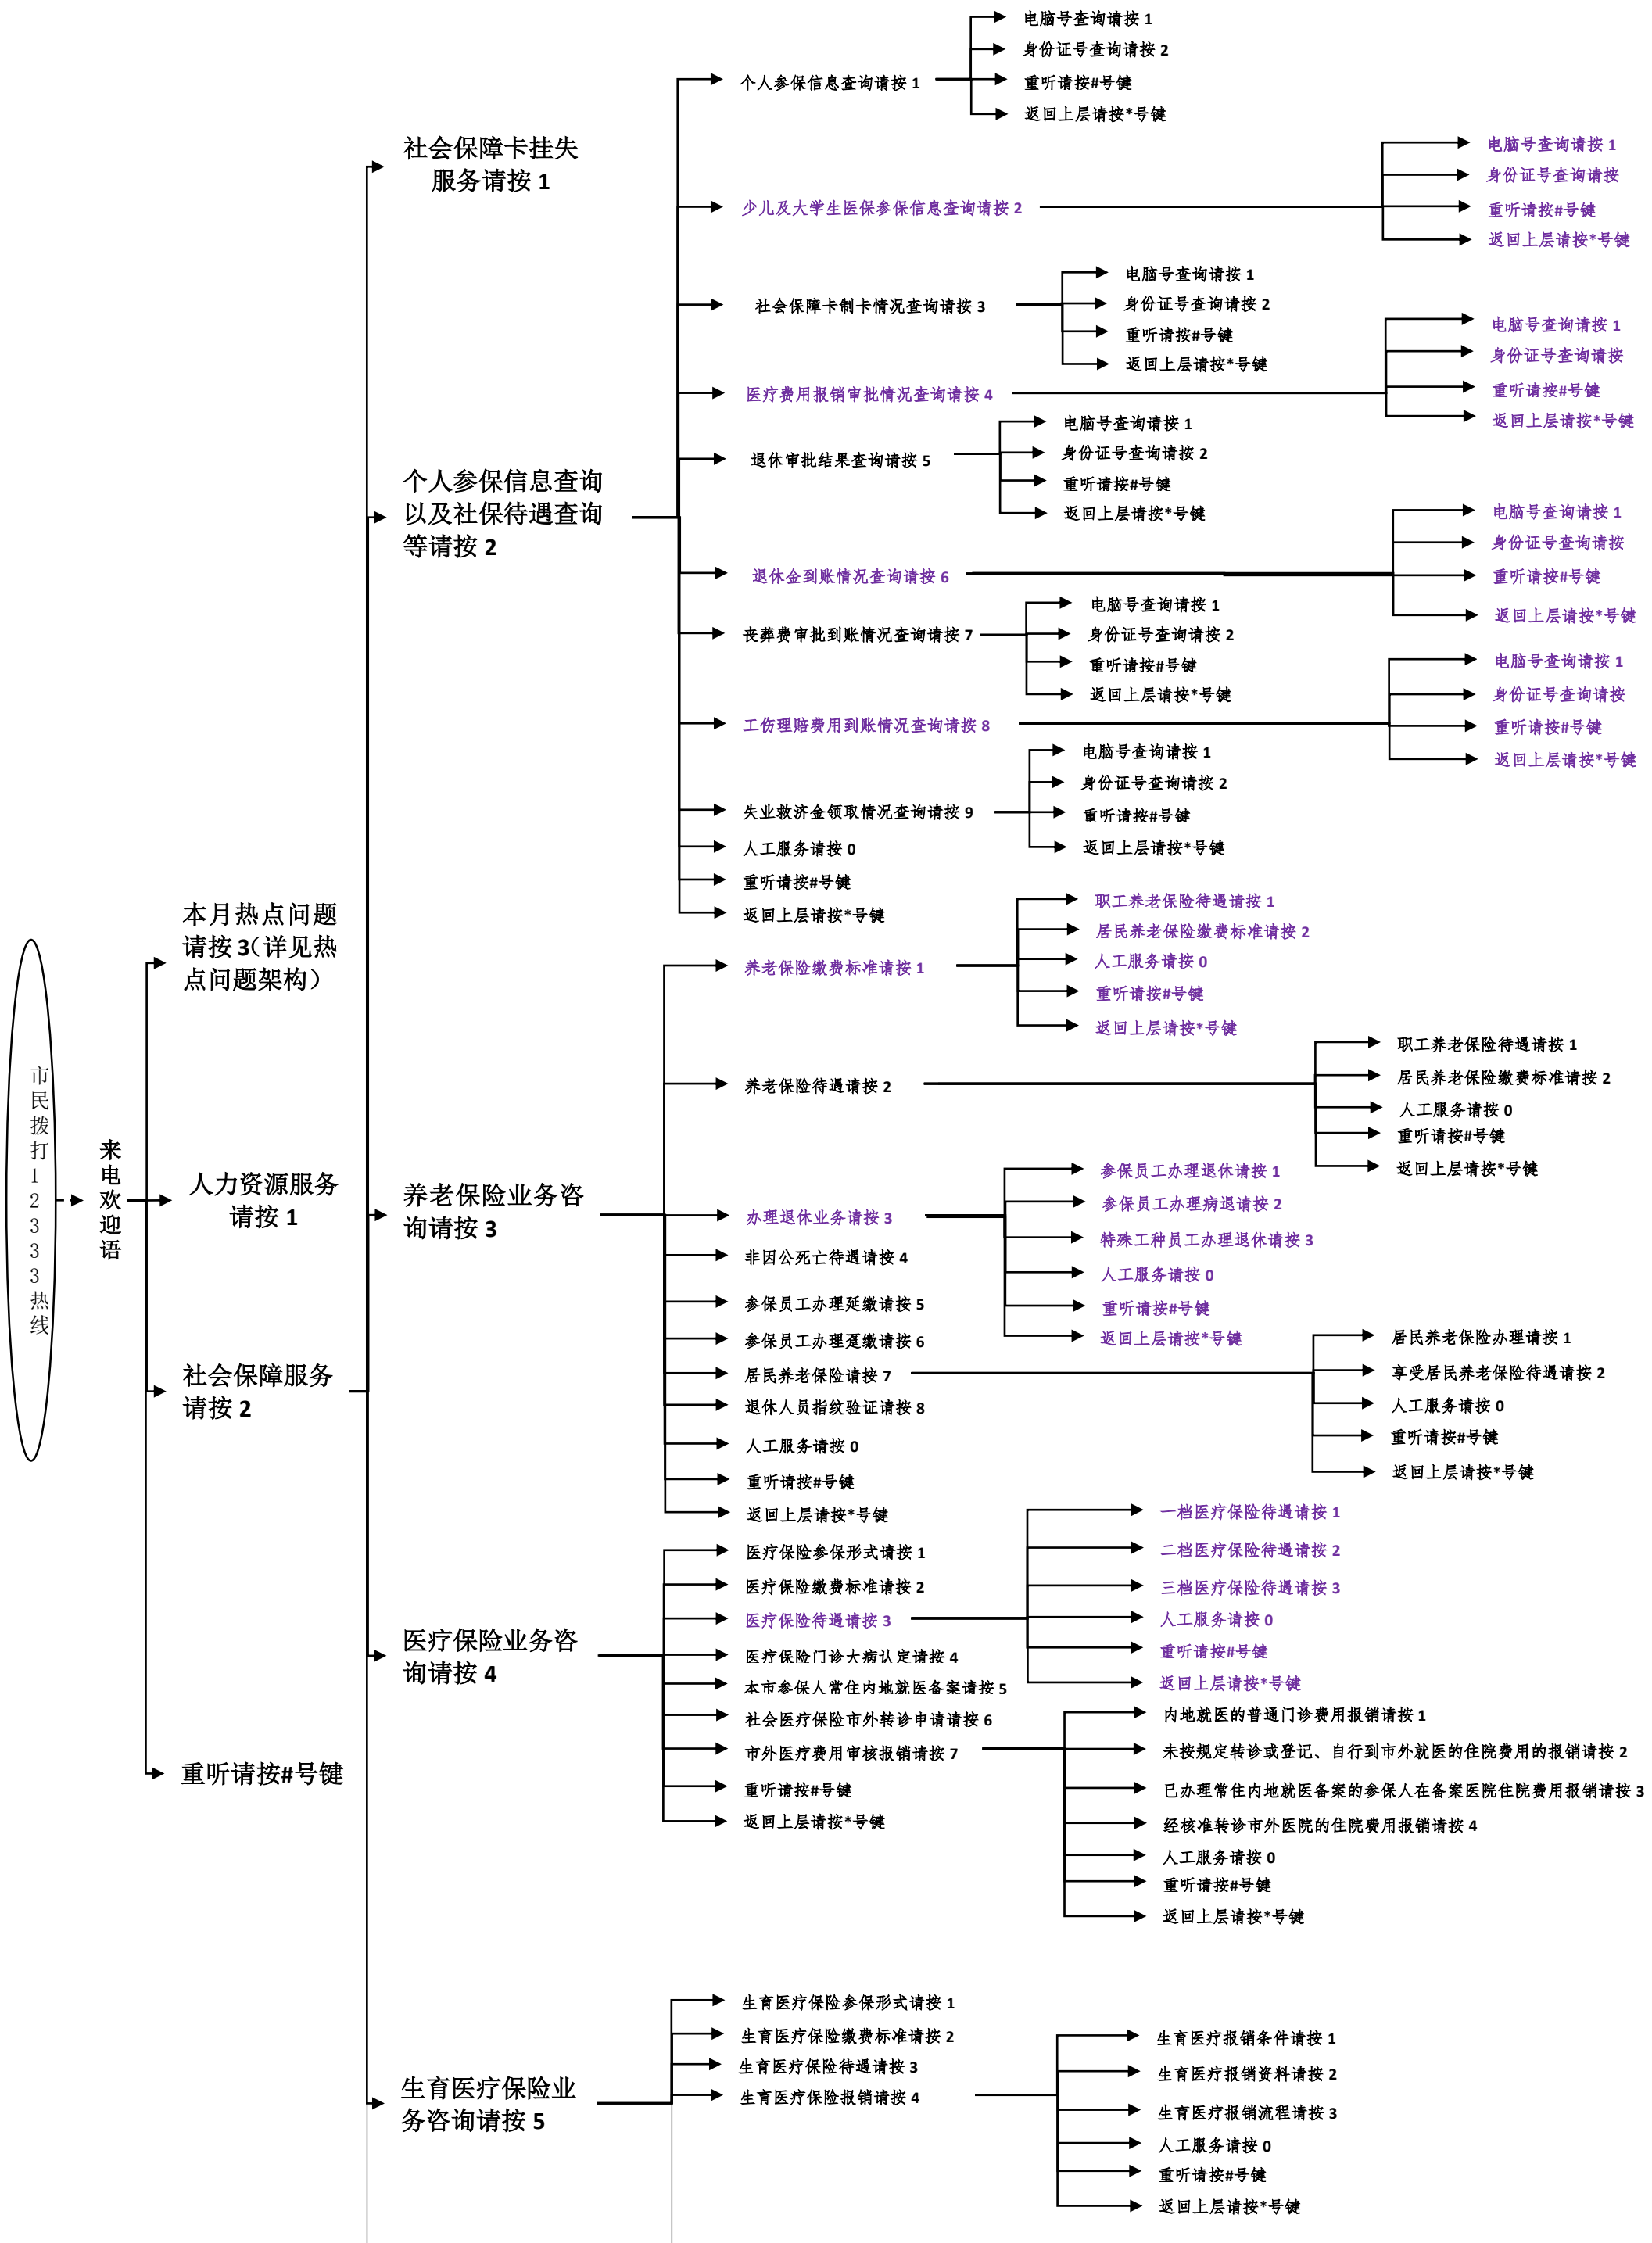 市民拨打12333热线
来电欢迎语
本月热点问题
请按 3（详见热
点问题架构）
人力资源服务
请按 1
社会保障服务
请按 2
重听请按#号键
社会保障卡挂失
服务请按 1
个人参保信息查询
以及社保待遇查询
等请按 2
个人参保信息查询请按 1
电脑号查询请按 1
身份证号查询请按 2
重听请按#号键
返回上层请按*号键
少儿及大学生医保参保信息查询请按 2
电脑号查询请按 1
身份证号查询请按
重听请按#号键
返回上层请按*号键
社会保障卡制卡情况查询请按 3
电脑号查询请按 1
身份证号查询请按 2
重听请按#号键
返回上层请按*号键
医疗费用报销审批情况查询请按 4
电脑号查询请按 1
身份证号查询请按
重听请按#号键
返回上层请按*号键
退休审批结果查询请按 5
电脑号查询请按 1
身份证号查询请按 2
重听请按#号键
返回上层请按*号键
退休金到账情况查询请按 6
电脑号查询请按 1
身份证号查询请按
重听请按#号键
返回上层请按*号键
丧葬费审批到账情况查询请按 7
电脑号查询请按 1
身份证号查询请按 2
重听请按#号键
返回上层请按*号键
工伤理赔费用到账情况查询请按 8
电脑号查询请按 1
身份证号查询请按
重听请按#号键
返回上层请按*号键
失业救济金领取情况查询请按 9
电脑号查询请按 1
身份证号查询请按 2
重听请按#号键
返回上层请按*号键
人工服务请按 0
重听请按#号键
返回上层请按*号键
养老保险业务咨
询请按 3
养老保险缴费标准请按 1
职工养老保险待遇请按 1
居民养老保险缴费标准请按 2
人工服务请按 0
重听请按#号键
返回上层请按*号键
养老保险待遇请按 2
职工养老保险待遇请按 1
居民养老保险缴费标准请按 2
人工服务请按 0
重听请按#号键
返回上层请按*号键
办理退休业务请按 3
参保员工办理退休请按 1
参保员工办理病退请按 2
特殊工种员工办理退休请按 3
人工服务请按 0
重听请按#号键
返回上层请按*号键
非因公死亡待遇请按 4
参保员工办理延缴请按 5
参保员工办理趸缴请按 6
居民养老保险请按 7
居民养老保险办理请按 1
享受居民养老保险待遇请按 2
人工服务请按 0
重听请按#号键
返回上层请按*号键
退休人员指纹验证请按 8
人工服务请按 0
重听请按#号键
返回上层请按*号键
医疗保险业务咨
询请按 4
医疗保险参保形式请按 1
医疗保险缴费标准请按 2
医疗保险待遇请按 3
一档医疗保险待遇请按 1
二档医疗保险待遇请按 2
三档医疗保险待遇请按 3
人工服务请按 0
重听请按#号键
返回上层请按*号键
医疗保险门诊大病认定请按 4
本市参保人常住内地就医备案请按 5
社会医疗保险市外转诊申请请按 6
市外医疗费用审核报销请按 7
内地就医的普通门诊费用报销请按 1
未按规定转诊或登记、自行到市外就医的住院费用的报销请按 2
已办理常住内地就医备案的参保人在备案医院住院费用报销请按 3
经核准转诊市外医院的住院费用报销请按 4
人工服务请按 0
重听请按#号键
返回上层请按*号键
重听请按#号键
返回上层请按*号键
生育医疗保险业
务咨询请按 5
生育医疗保险参保形式请按 1
生育医疗保险缴费标准请按 2
生育医疗保险待遇请按 3
生育医疗保险报销请按 4
生育医疗报销条件请按 1
生育医疗报销资料请按 2
生育医疗报销流程请按 3
人工服务请按 0
重听请按#号键
返回上层请按*号键